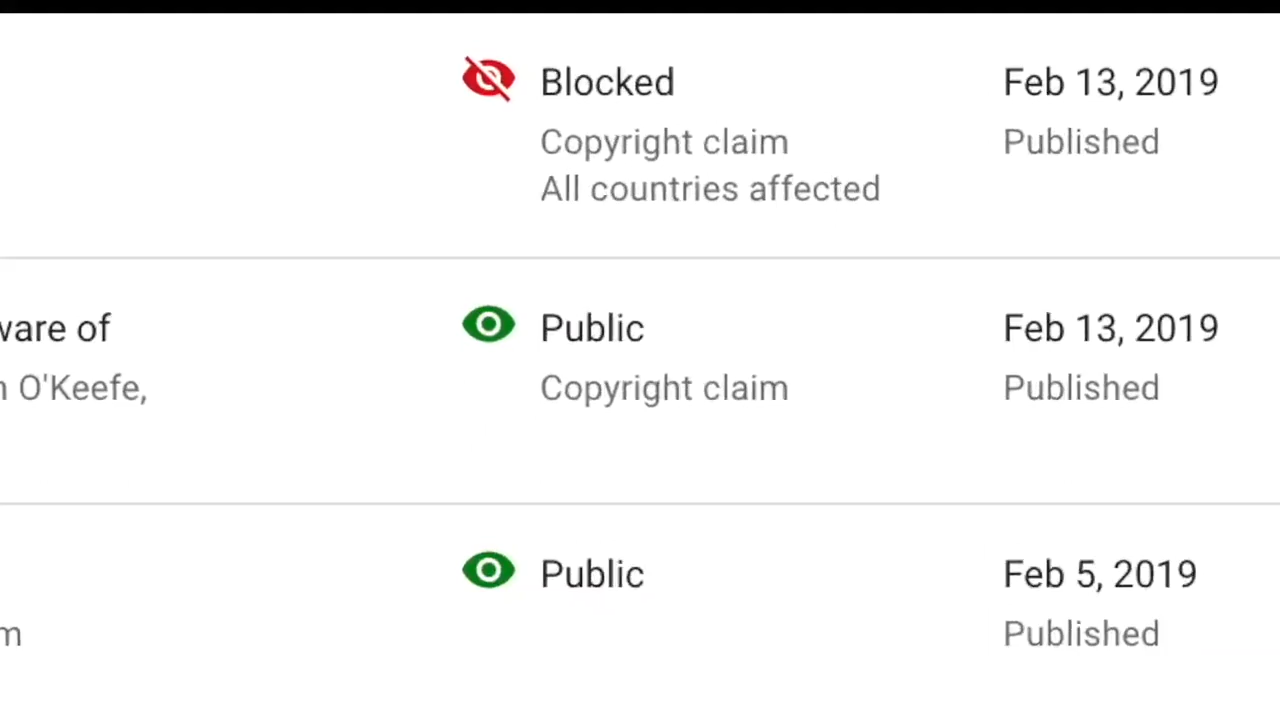 Blocked
Feb 13, 2019
Copyright claim
Published
All countries affected
ware of
Public
Feb 13, 2019
n O'Keefe,
Copyright claim
Published
Public
Feb 5, 2019
m
Published